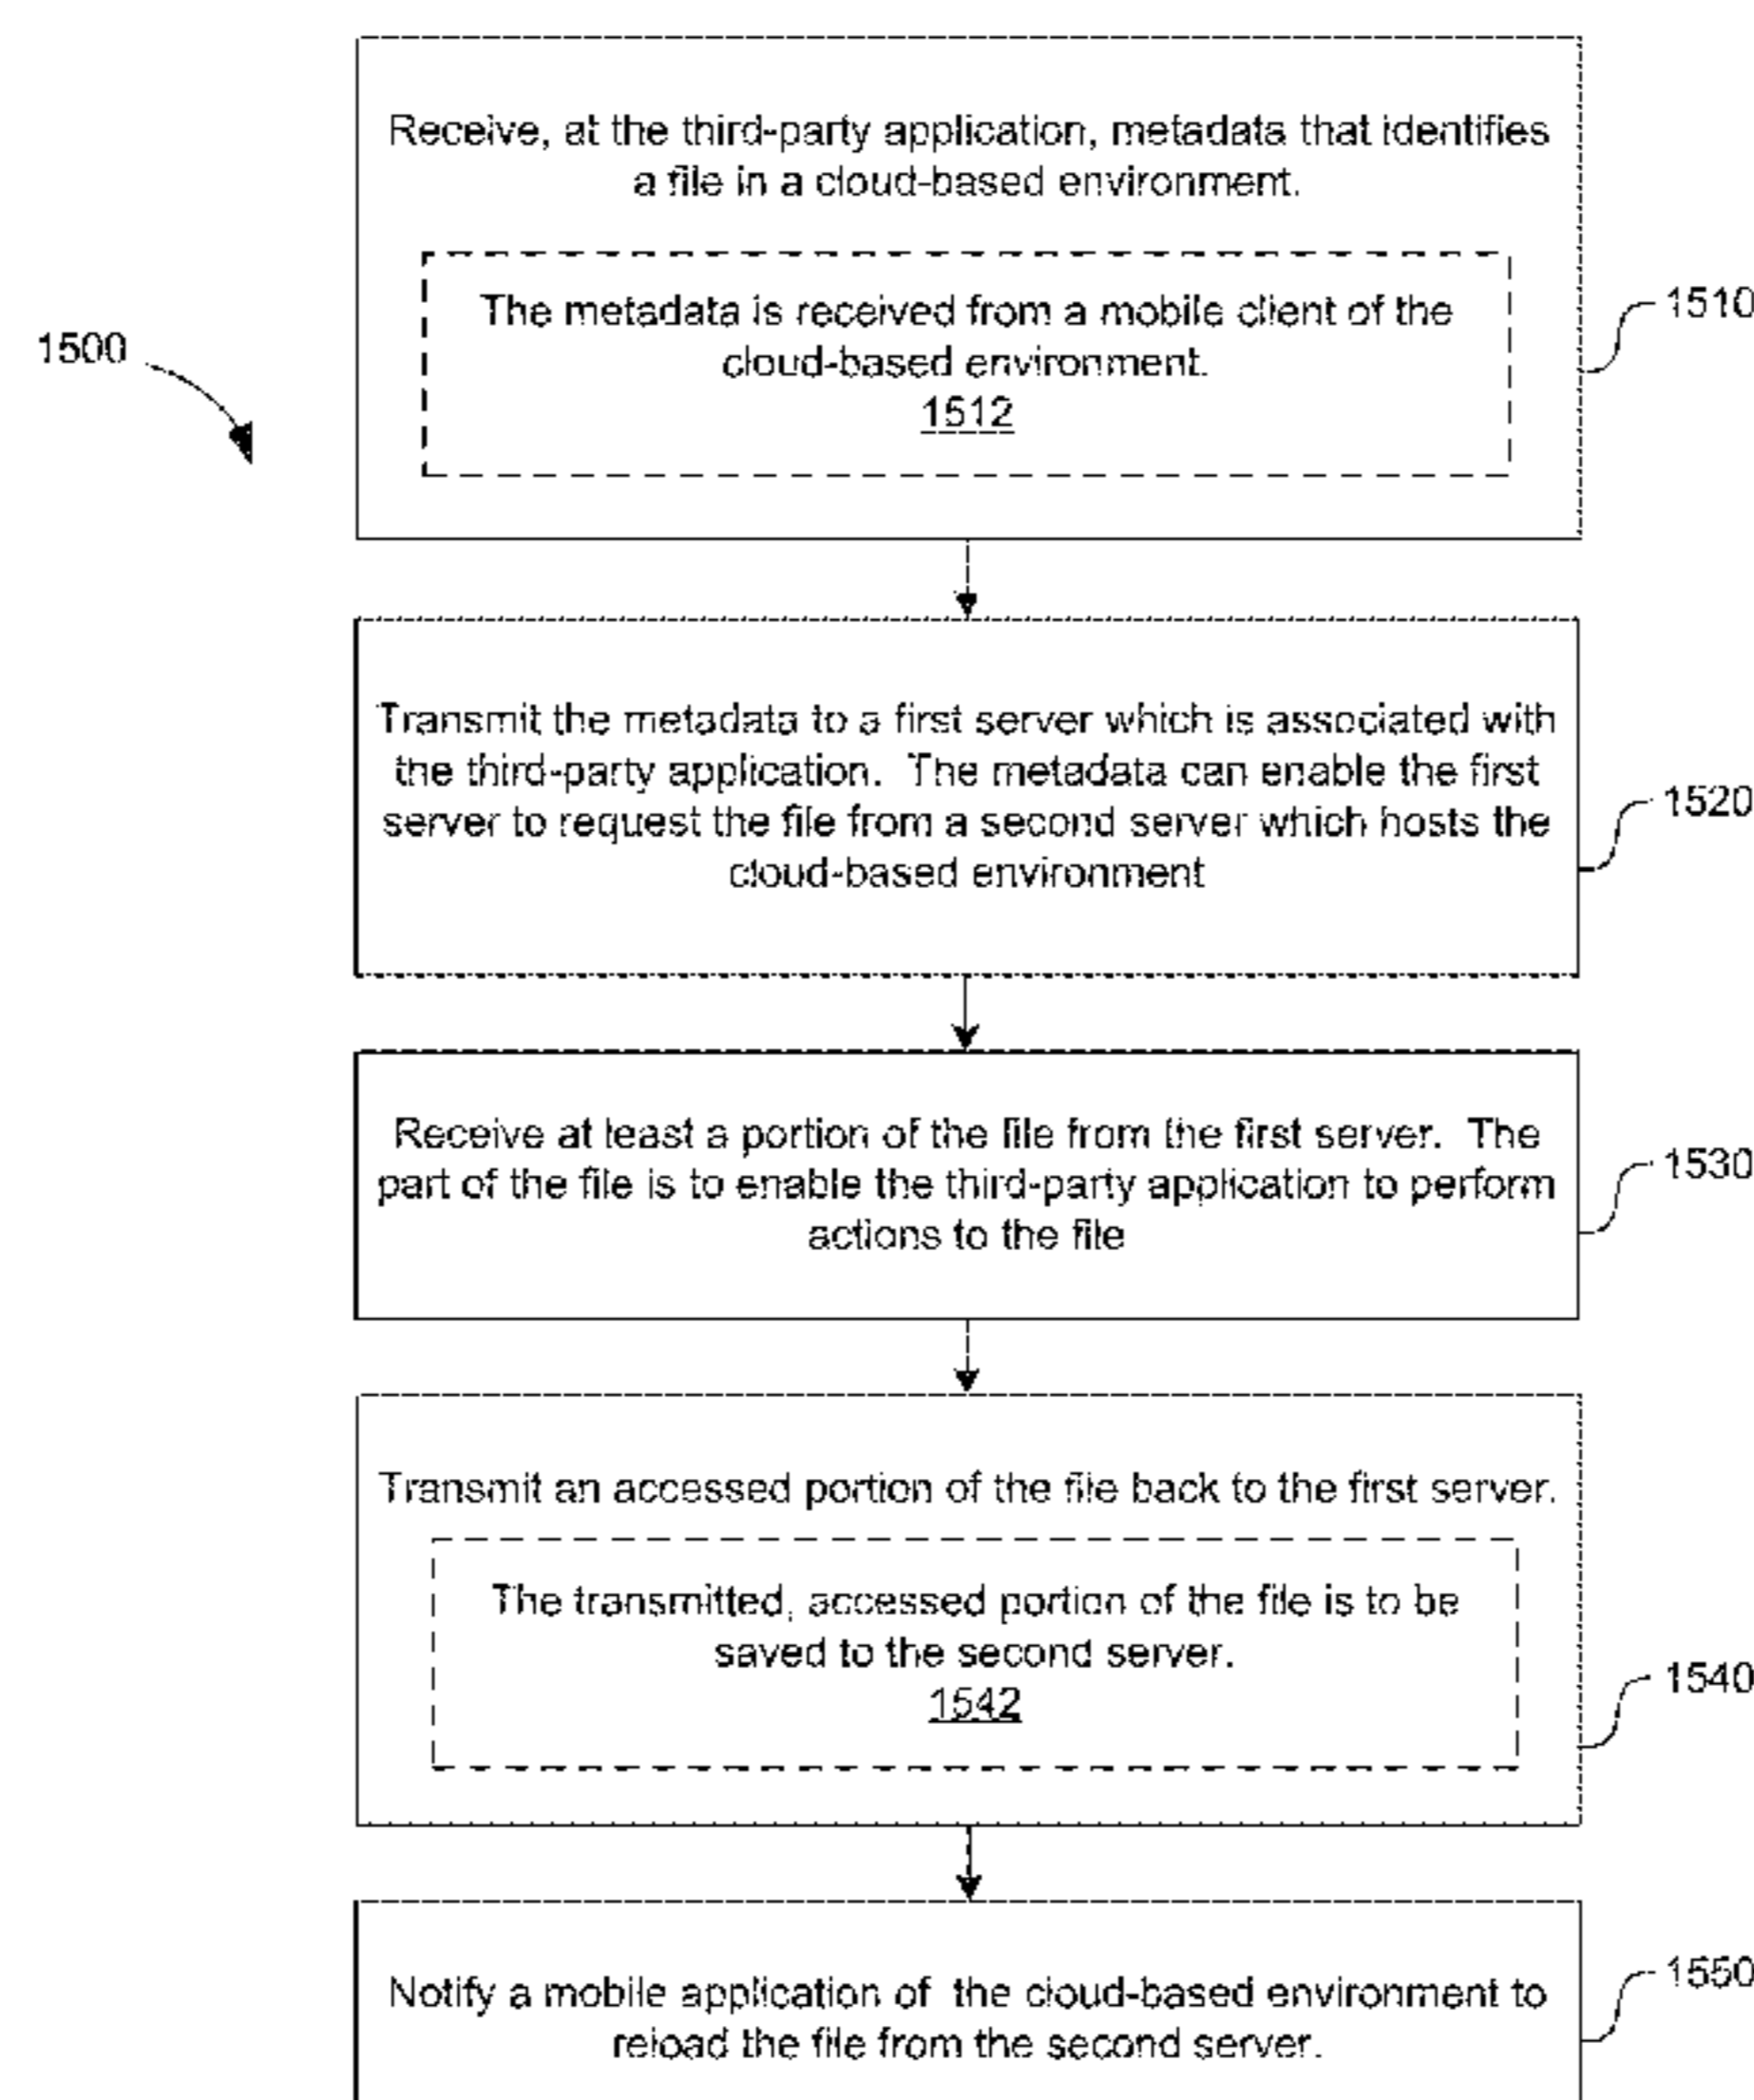 Receive, at the third-party application, metadata that identifies
a file in a cloud-based environment.
The metadata is received from a mobile client of the
cloud-based environment.
1512
1510
1500
Transmit the metadata to a first server which is associated with
the third-party application. The metadata can enable the first
server to request the file from a second server which hosts the
cloud-based environment
1520
Receive at least a portion of the file from the first server. The
part of the file is to enable the third-party application to perform
actions to the file
1530
Transmit an accessed portion of the file back to the first server.
The transmitted, accessed portion of the file is to be
saved to the second server.
1542
1540
Notify a mobile application of the cloud-based environment to
reload the file from the second server.
1550